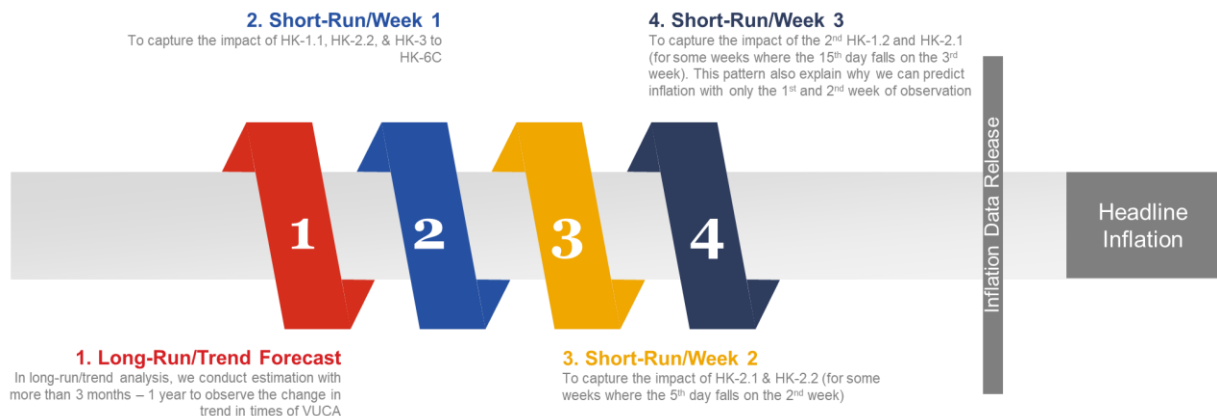 2. Short-Run/Week 1
To capture the impact of HK-1.1, HK-2.2, & HK-3 to
HK-6C
4. Short-Run/Week 3
To capture the impact of the 2nd HK-1.2 and HK-2.1
(for some weeks where the 15th day falls on the 3rd
week). This pattern also explain why we can predict
inflation with only the 1st and 2nd week of observation
1
2
3
4
Inflation Data Release
Headline
Inflation
1. Long-Run/Trend Forecast
In long-run/trend analysis, we conduct estimation with
more than 3 months – 1 year to observe the change in
trend in times of VUCA
3. Short-Run/Week 2
To capture the impact of HK-2.1 & HK-2.2 (for some
weeks where the 5th day falls on the 2nd week)